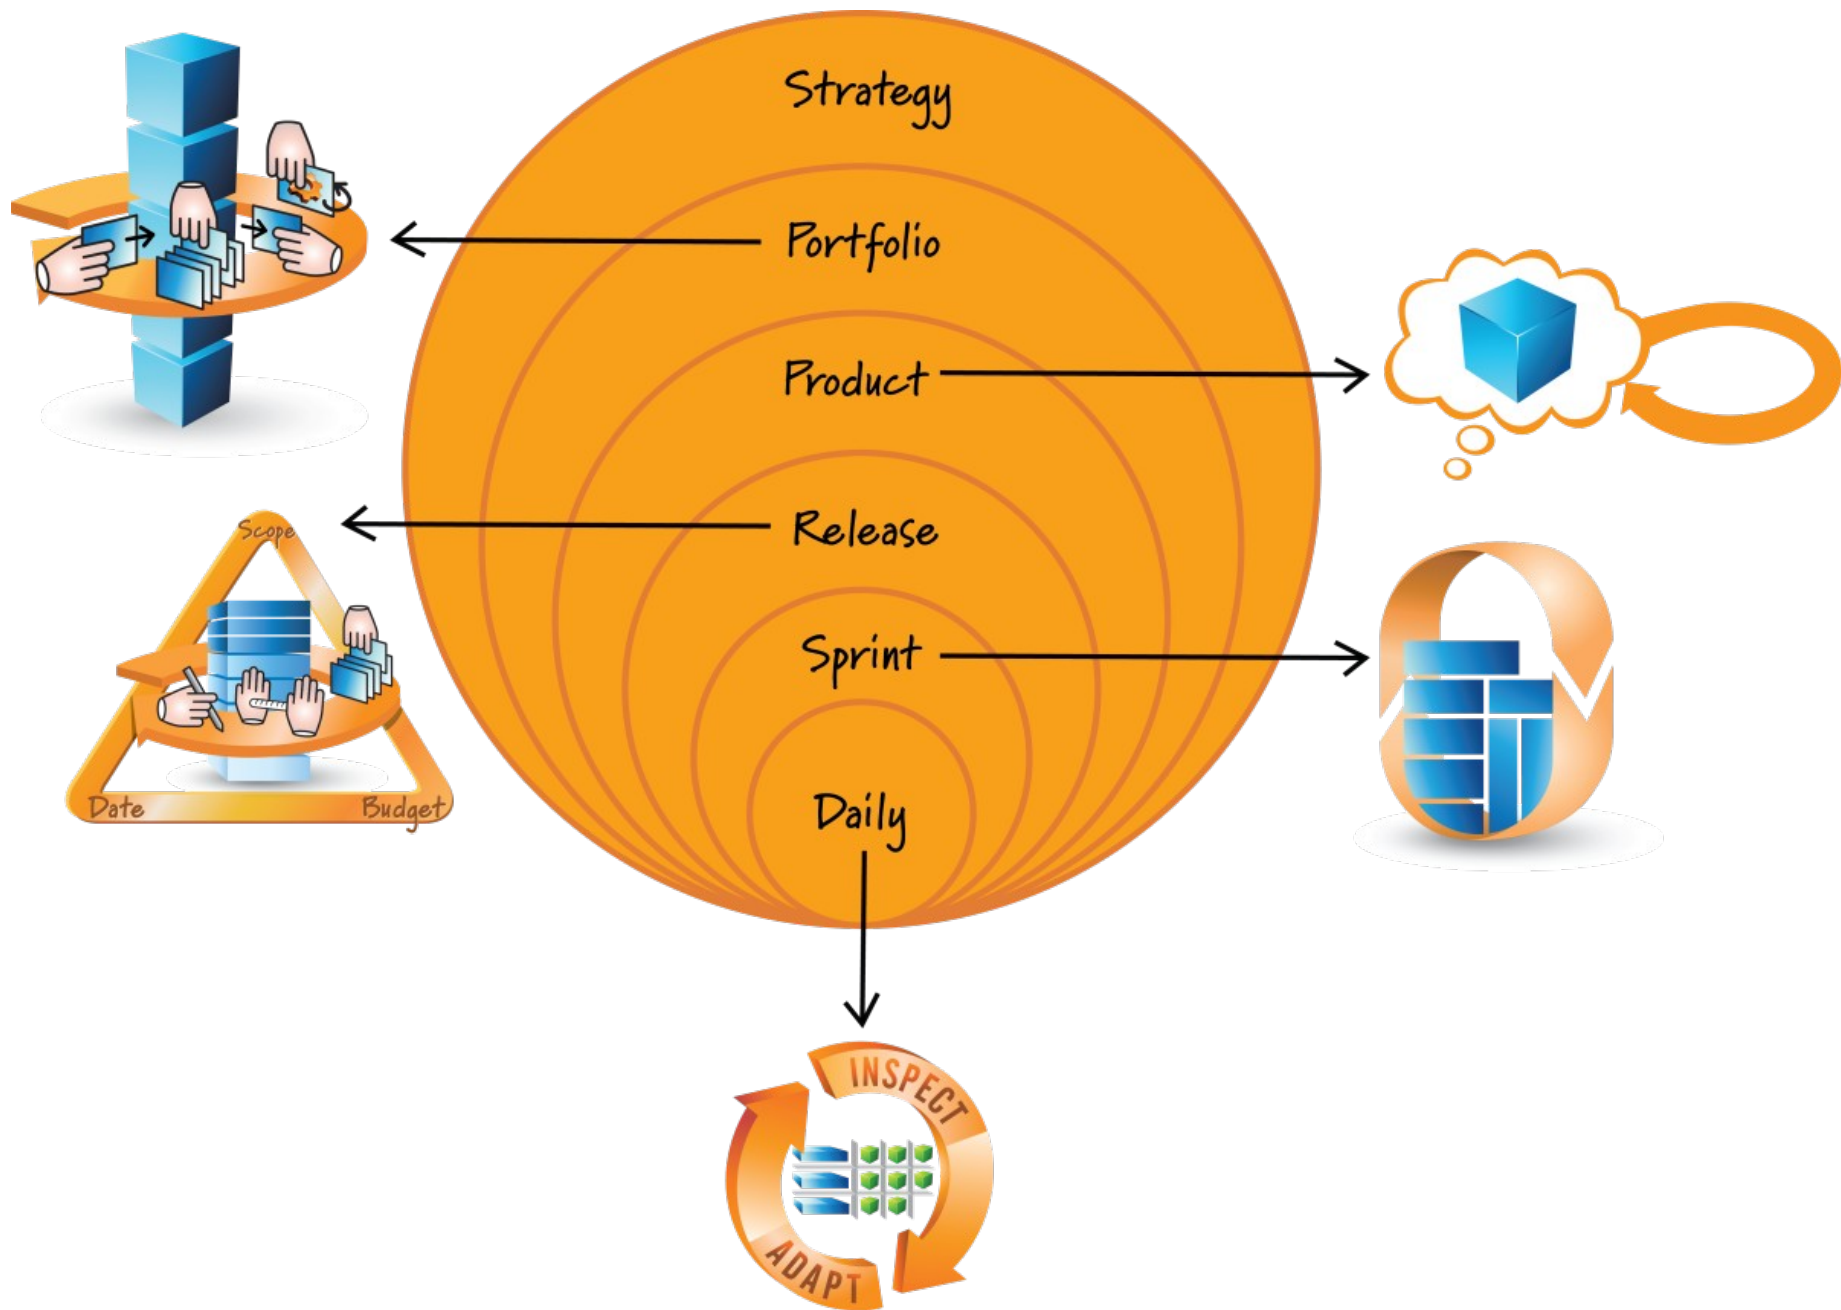 Strategy
Portfolio
Product
Release
Sprint
Daily
Scope
Date
Budget
INSPECT
ADAPT